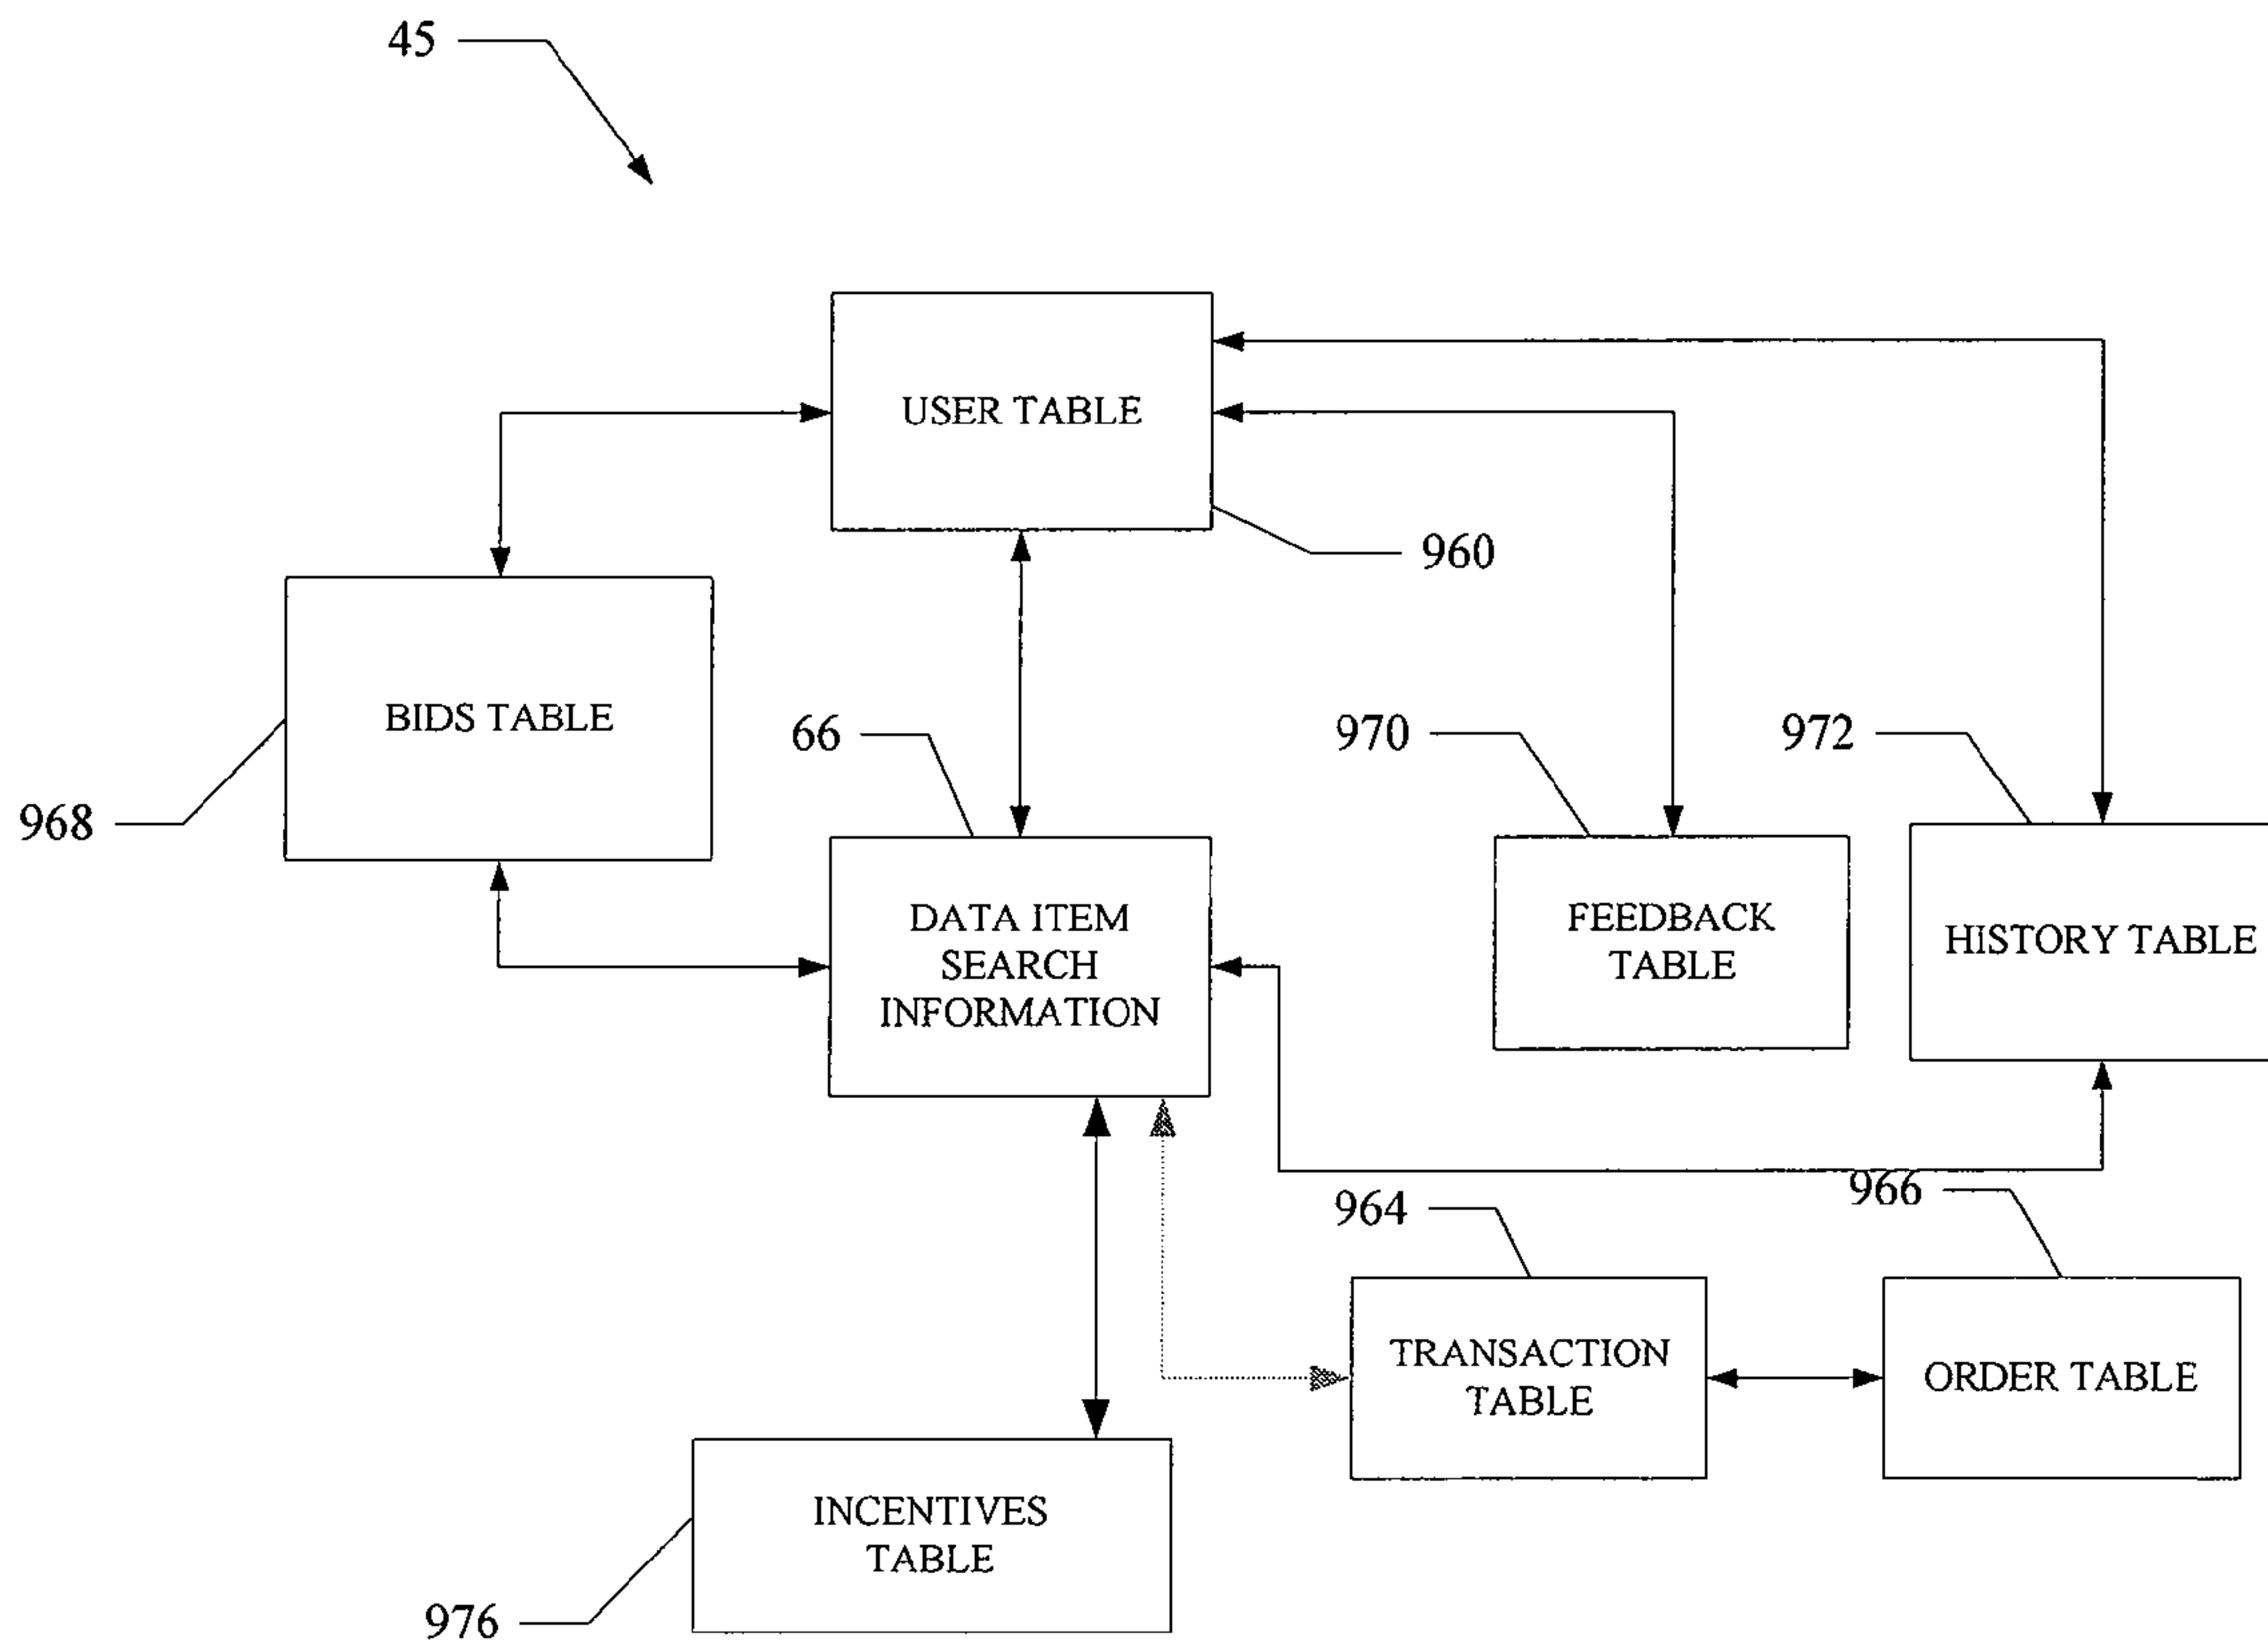 45
USER TABLE
960
BIDS TABLE
968
66
970
972
DATA ITEM
SEARCH
INFORMATION
FEEDBACK
TABLE
HISTORY TABLE
964
966
TRANSACTION
TABLE
ORDER TABLE
INCENTIVES
TABLE
976